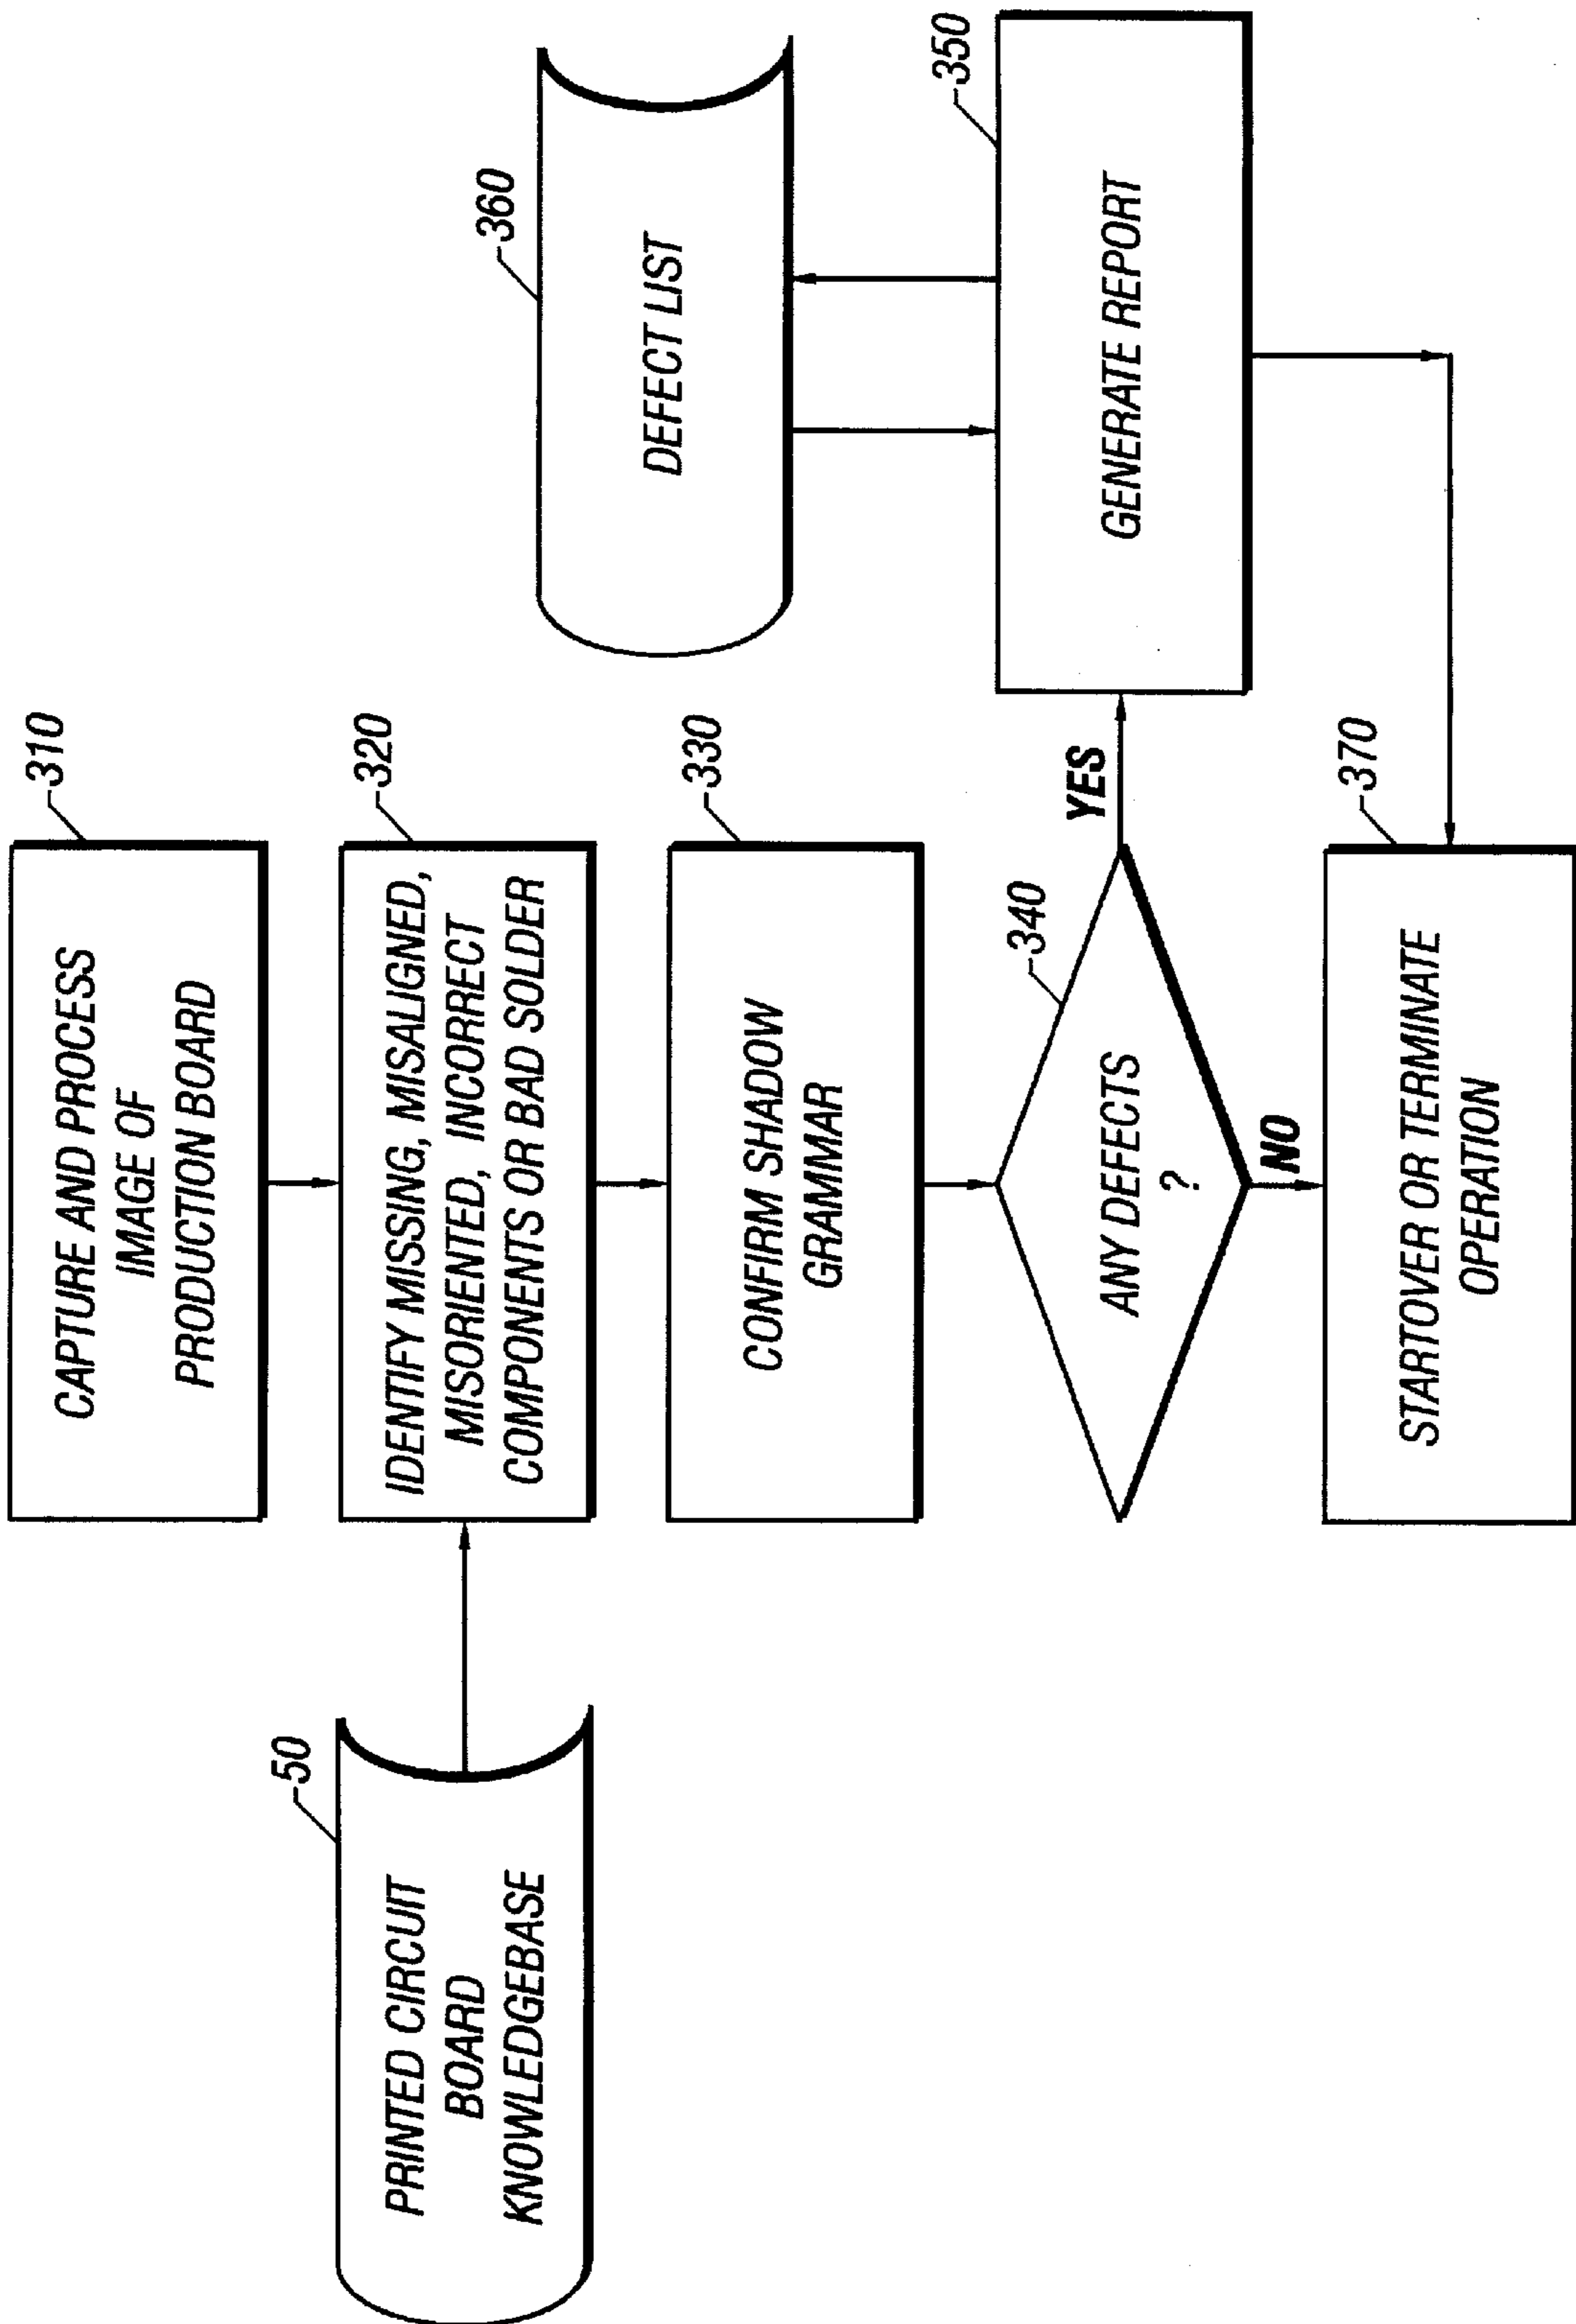 310
CAPTURE AND PROCESS
IMAGE OF
PRODUCTION BOARD
50
PRINTED CIRCUIT
BOARD
KNOWLEDGEBASE
320
IDENTIFY MISSING, MISALIGNED,
MISORIENTED, INCORRECT
COMPONENTS OR BAD SOLDER
330
CONFIRM SHADOW
GRAMMAR
340
ANY DEFECTS
?
YES
NO
360
DEFECT LIST
350
GENERATE REPORT
370
STARTOVER OR TERMINATE
OPERATION